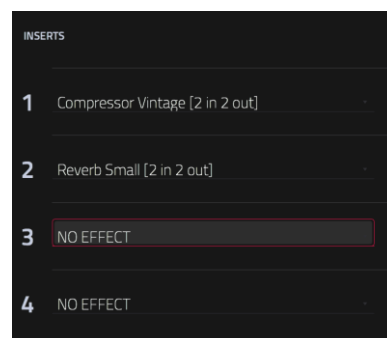 INSERTS
1 Compressor Vintage [2 in 2 out]
2 Reverb Small [2 in 2 out]
3 NO EFFECT
4 NO EFFECT